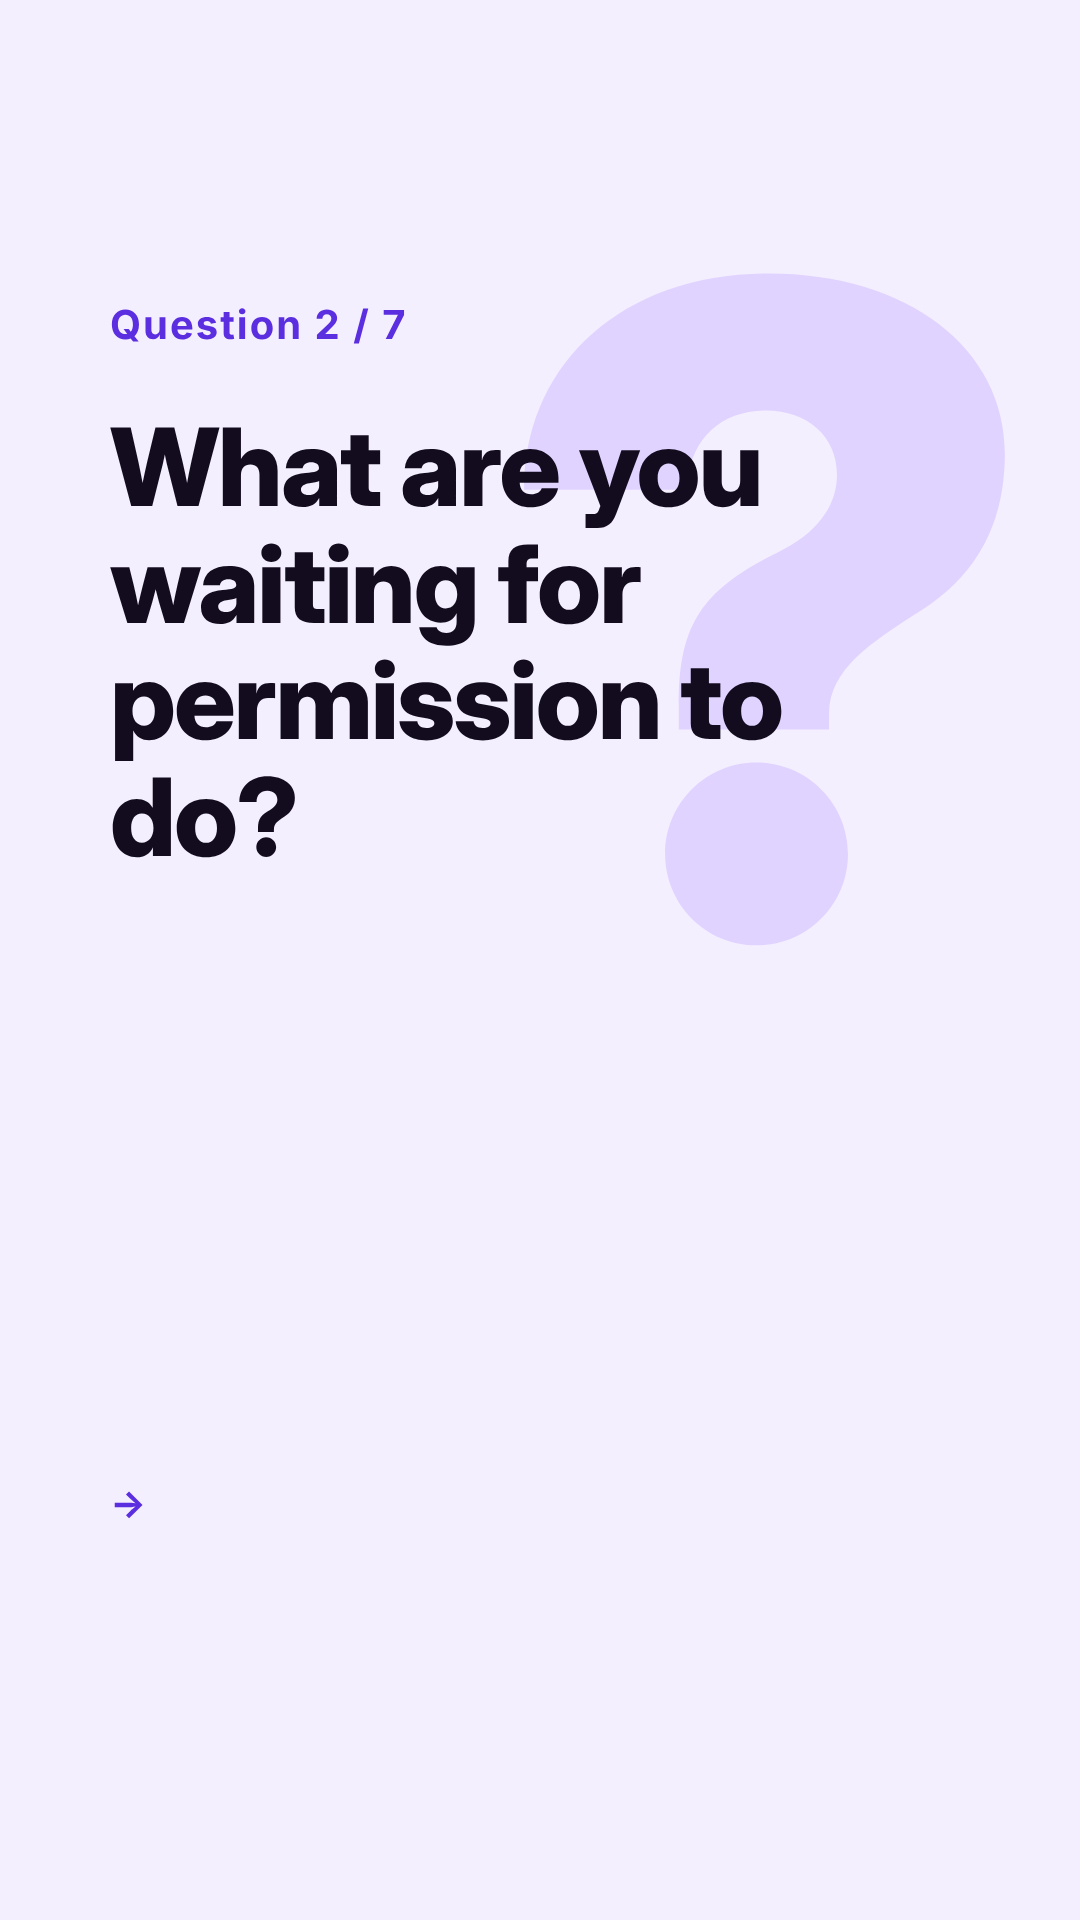 Question 2 / 7
What are you
waiting for
permission to
do?
→